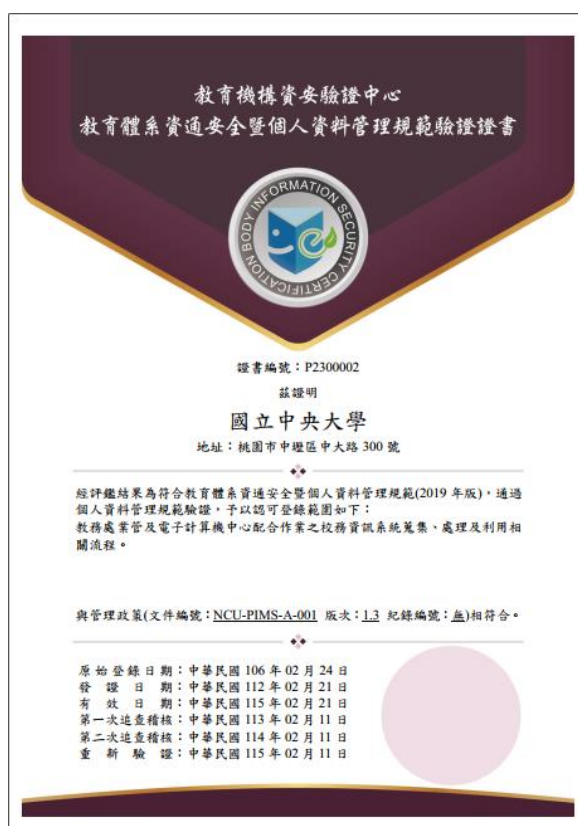 教育機構資安驗證中心
教育體系資通安全暨個人資料管理規範驗證證書
INFORMATION SECURITY CERTIFICATION BODY
證書編號：P2300002
茲證明
國立中央大學
地址：桃園市中壢區中大路 300 號
經評鑑結果為符合教育體系資通安全暨個人資料管理規範(2019 年版)，通過
個人資料管理規範驗證，予以認可登錄範圍如下：
教務處業管及電子計算機中心配合作業之校務資訊系統蒐集、處理及利用相
關流程。
與管理政策(文件編號：NCU-PIMS-A-001 版次：1.3 紀錄編號：無)相符合。
原始登錄日期：中華民國 106 年 02 月 24 日
發證日期：中華民國 112 年 02 月 21 日
有效日期：中華民國 115 年 02 月 21 日
第一次追查稽核：中華民國 113 年 02 月 11 日
第二次追查稽核：中華民國 114 年 02 月 11 日
重新驗證：中華民國 115 年 02 月 11 日